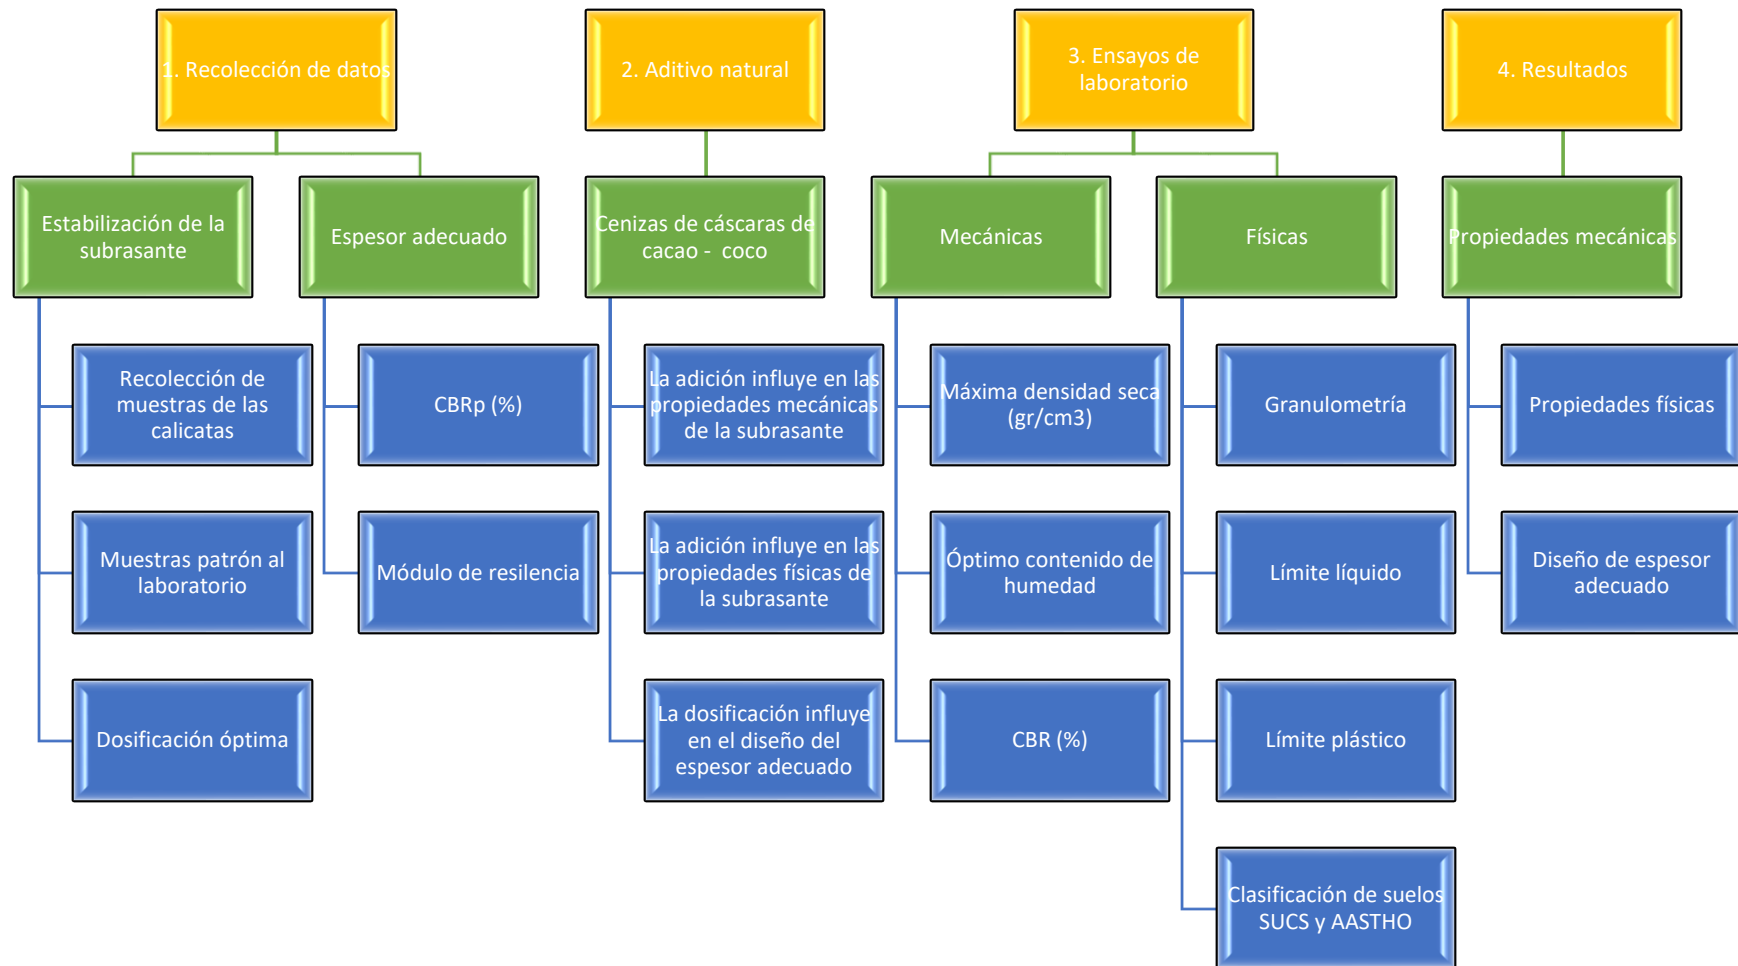 1. Recolección de datos
2. Aditivo natural
3. Ensayos de
laboratorio
4. Resultados
Estabilización de la
subrasante
Espesor adecuado
Cenizas de cáscaras de
cacao - coco
Mecánicas
Físicas
Propiedades mecánicas
Recolección de
muestras de las
calicatas
CBRp (%)
La adición influye en las
propiedades mecánicas
de la subrasante
Máxima densidad seca
(gr/cm3)
Granulometría
Propiedades físicas
Muestras patrón al
laboratorio
Módulo de resilencia
La adición influye en las
propiedades físicas de
la subrasante
Óptimo contenido de
humedad
Límite líquido
Diseño de espesor
adecuado
Dosificación óptima
La dosificación influye
en el diseño del
espesor adecuado
CBR (%)
Límite plástico
Clasificación de suelos
SUCS y AASTHO